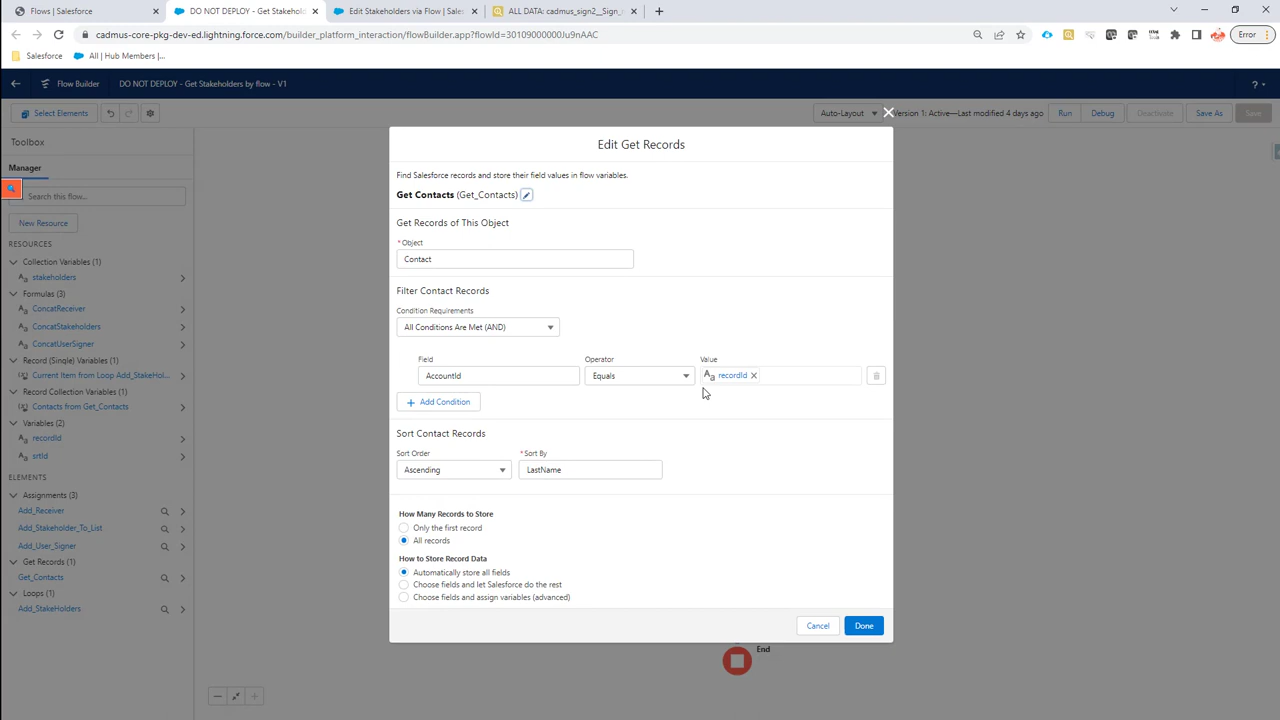 Flows | Salesforce
DO NOT DEPLOY - Get Stakehold
Edit Stakeholders via Flow | Sales
ALL DATA: cadmus_sign2__Sign_
cadmus-core-pkg-dev-ed.lightning.force.com/builder_platform_interaction/flowBuilder.app?flowId=30109000000Ju9nAAC
Error
Salesforce
All | Hub Members |...
Flow Builder
DO NOT DEPLOY - Get Stakeholders by flow - V1
?
Select Elements
Auto-Layout
Version 1: Active—Last modified 4 days ago
Run
Debug
Deactivate
Save As
Save
Toolbox
Manager
Search this flow...
New Resource
RESOURCES
Collection Variables (1)
stakeholders
Formulas (3)
ConcatReceiver
ConcatStakeholders
ConcatUserSigner
Record (Single) Variables (1)
Current Item from Loop Add_StakeHol...
Record Collection Variables (1)
Contacts from Get_Contacts
Variables (2)
recordId
srtId
ELEMENTS
Assignments (3)
Add_Receiver
Add_Stakeholder_To_List
Add_User_Signer
Get Records (1)
Get_Contacts
Loops (1)
Add_StakeHolders
Edit Get Records
Find Salesforce records and store their field values in flow variables.
Get Contacts (Get_Contacts)
Get Records of This Object
* Object
Contact
Filter Contact Records
Condition Requirements
All Conditions Are Met (AND)
Field
Operator
Value
AccountId
Equals
recordId
+ Add Condition
Sort Contact Records
Sort Order
* Sort By
Ascending
LastName
How Many Records to Store
Only the first record
All records
How to Store Record Data
Automatically store all fields
Choose fields and let Salesforce do the rest
Choose fields and assign variables (advanced)
Cancel
Done
End